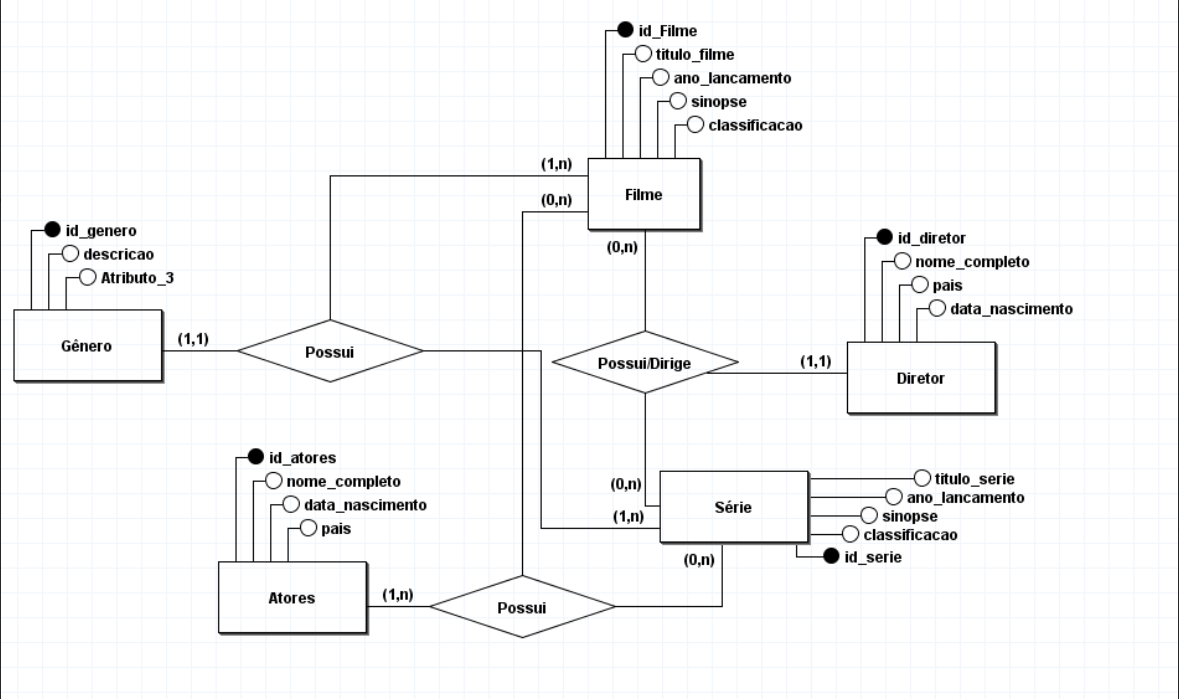 id_Filme
titulo_filme
ano_lancamento
sinopse
classificacao
(1,n)
Filme
(0,n)
id_genero
descricao
Atributo_3
(0,n)
id_diretor
nome_completo
pais
data_nascimento
Gênero
(1,1)
Possui
Possui/Dirige
(1,1)
Diretor
id_atores
nome_completo
data_nascimento
pais
(0,n)
(1,n)
Série
titulo_serie
ano_lancamento
sinopse
classificacao
id_serie
(0,n)
Atores
(1,n)
Possui